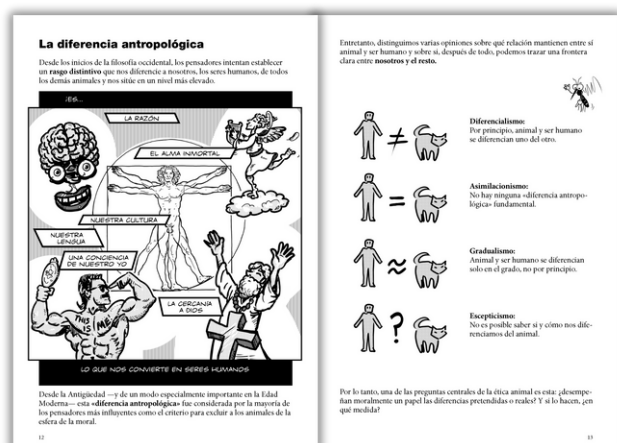 La diferencia antropológica
Desde los inicios de la filosofía occidental, los pensadores intentan establecer
un rasgo distintivo que nos diferencie a nosotros, los seres humanos, de todos
los demás animales y nos sitúe en un nivel más elevado.
¡ES...
LA RAZÓN
EL ALMA INMORTAL
NUESTRA CULTURA
NUESTRA
LENGUA
UNA CONCIENCIA
DE NUESTRO YO
THIS
IS ME
LA CERCANÍA
A DIOS
LO QUE NOS CONVIERTE EN SERES HUMANOS
Desde la Antigüedad —y de un modo especialmente importante en la Edad
Moderna— esta «diferencia antropológica» fue considerada por la mayoría de
los pensadores más influyentes como el criterio para excluir a los animales de la
esfera de la moral.
12
Entretanto, distinguimos varias opiniones sobre qué relación mantienen entre sí
animal y ser humano y sobre si, después de todo, podemos trazar una frontera
clara entre nosotros y el resto.
≠
Diferencialismo:
Por principio, animal y ser humano
se diferencian uno del otro.
=
Asimilacionismo:
No hay ninguna «diferencia antropo-
lógica» fundamental.
≈
Gradualismo:
Animal y ser humano se diferencian
solo en el grado, no por principio.
?
Escepticismo:
No es posible saber si y cómo nos dife-
renciamos del animal.
Por lo tanto, una de las preguntas centrales de la ética animal es esta: ¿desempe-
ñan moralmente un papel las diferencias pretendidas o reales? Y si lo hacen, ¿en
qué medida?
13